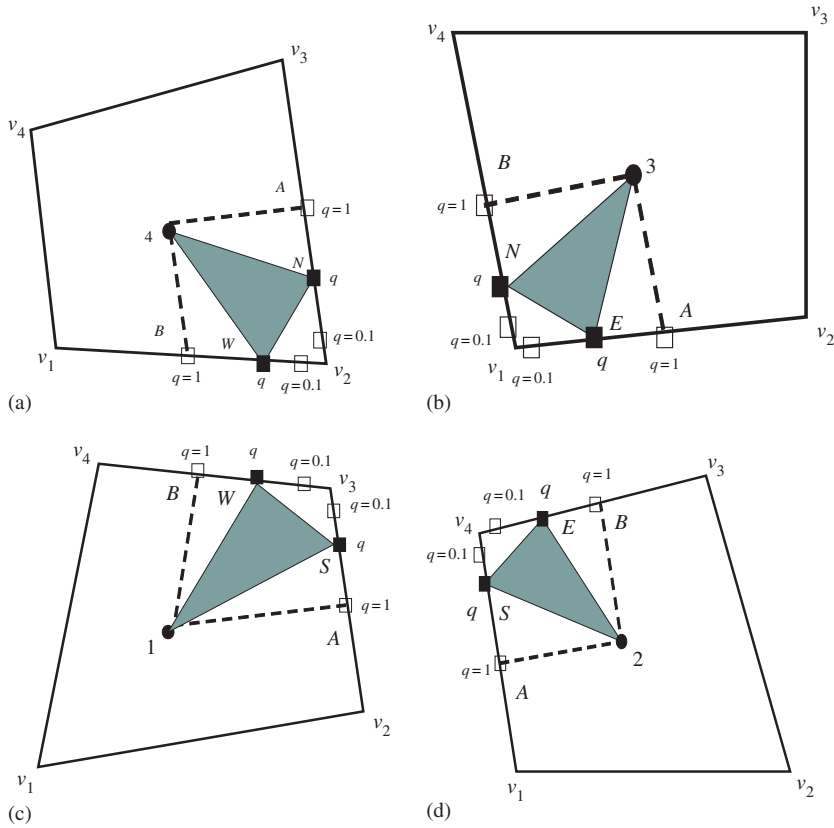 v3
v4
A
q=1
4
N
q
B
W
q=0.1
v1
q=1
q
q=0.1
v2
(a)
v3
v4
B
3
q=1
N
q
A
E
q=0.1
v2
v1
q=0.1
q
q=1
(b)
v4
q=1
q
q=0.1
v3
B
W
q=0.1
q
S
q=1
1
A
v2
v1
(c)
v3
q=1
q
q=0.1
v4
E
B
q=0.1
q
S
2
q=1
A
v1
v2
(d)